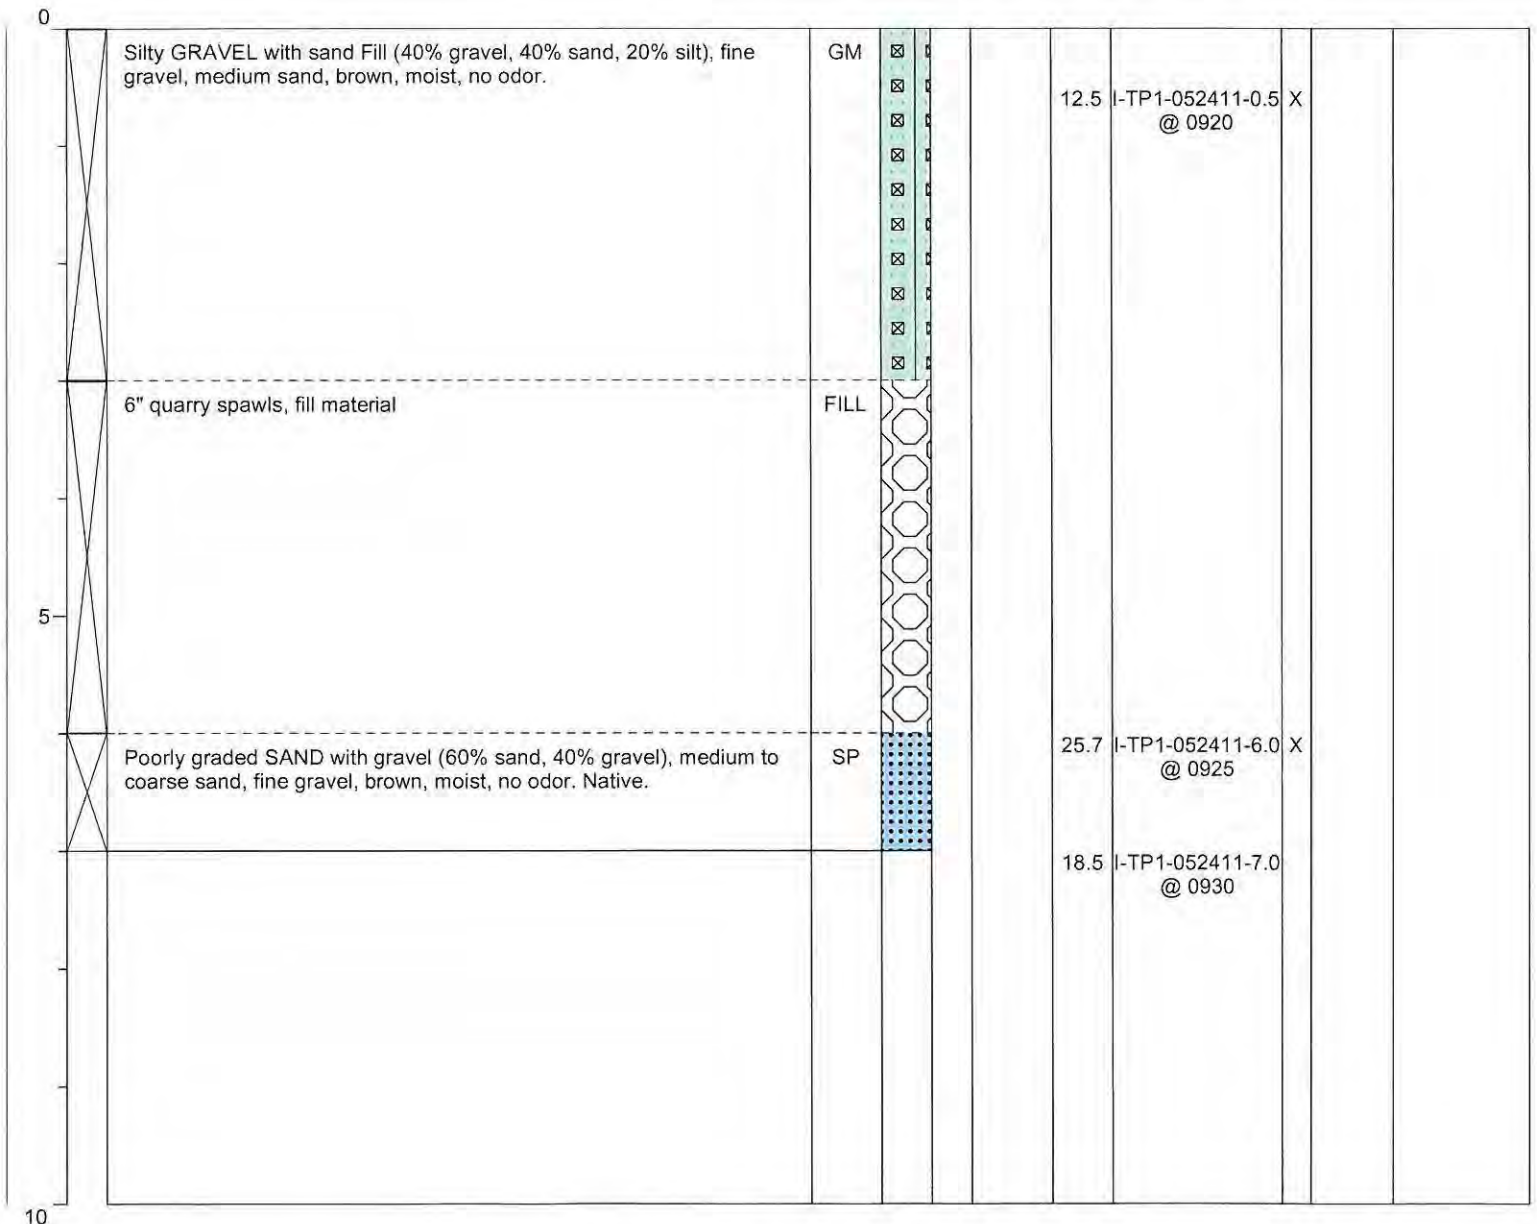 0
Silty GRAVEL with sand Fill (40% gravel, 40% sand, 20% silt), fine
gravel, medium sand, brown, moist, no odor.
GM
12.5 I-TP1-052411-0.5 X
@ 0920
6" quarry spawls, fill material
FILL
5
Poorly graded SAND with gravel (60% sand, 40% gravel), medium to
coarse sand, fine gravel, brown, moist, no odor. Native.
SP
25.7 I-TP1-052411-6.0 X
@ 0925
18.5 I-TP1-052411-7.0
@ 0930
10